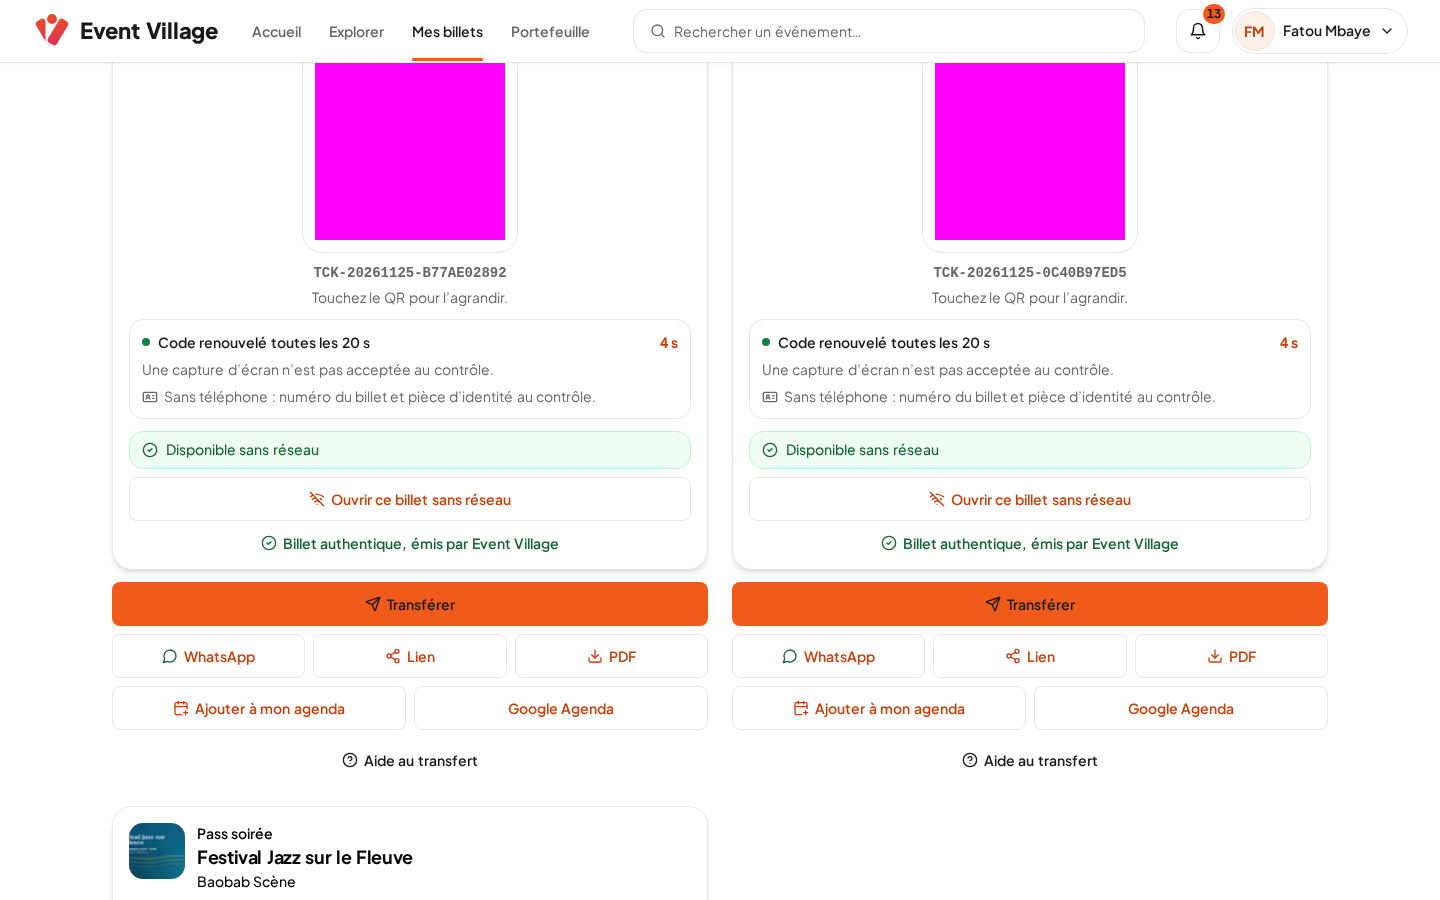 Event Village
Accueil
Explorer
Mes billets
Portefeuille
Rechercher un événement…
13
FM
Fatou Mbaye
TCK-20261125-B77AE02892
Touchez le QR pour l’agrandir.
Code renouvelé toutes les 20 s
4 s
Une capture d’écran n’est pas acceptée au contrôle.
Sans téléphone : numéro du billet et pièce d’identité au contrôle.
Disponible sans réseau
Ouvrir ce billet sans réseau
Billet authentique, émis par Event Village
Transférer
WhatsApp
Lien
PDF
Ajouter à mon agenda
Google Agenda
Aide au transfert
TCK-20261125-0C40B97ED5
Touchez le QR pour l’agrandir.
Code renouvelé toutes les 20 s
4 s
Une capture d’écran n’est pas acceptée au contrôle.
Sans téléphone : numéro du billet et pièce d’identité au contrôle.
Disponible sans réseau
Ouvrir ce billet sans réseau
Billet authentique, émis par Event Village
Transférer
WhatsApp
Lien
PDF
Ajouter à mon agenda
Google Agenda
Aide au transfert
Pass soirée
Festival Jazz sur le Fleuve
Baobab Scène